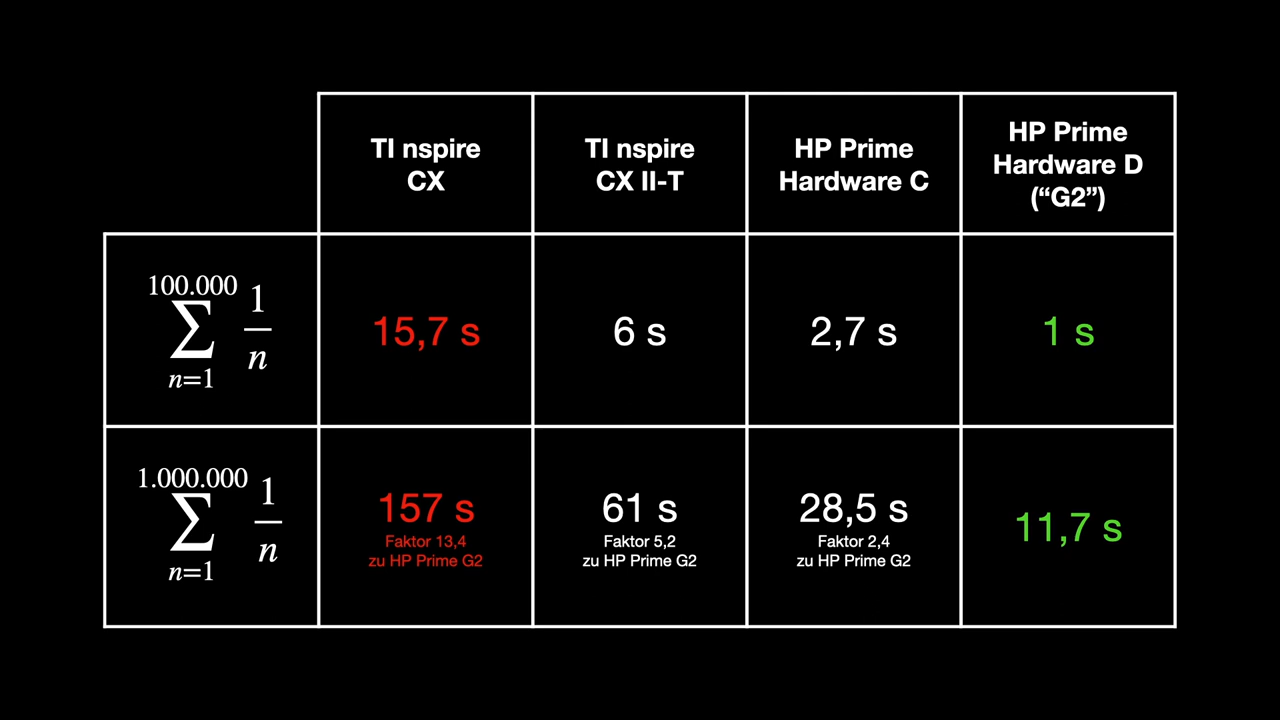 TI nspire
CX
TI nspire
CX II-T
HP Prime
Hardware C
HP Prime
Hardware D
(“G2”)
100.000
∑ 1/n
n=1
15,7 s
6 s
2,7 s
1 s
1.000.000
∑ 1/n
n=1
157 s
Faktor 13,4
zu HP Prime G2
61 s
Faktor 5,2
zu HP Prime G2
28,5 s
Faktor 2,4
zu HP Prime G2
11,7 s